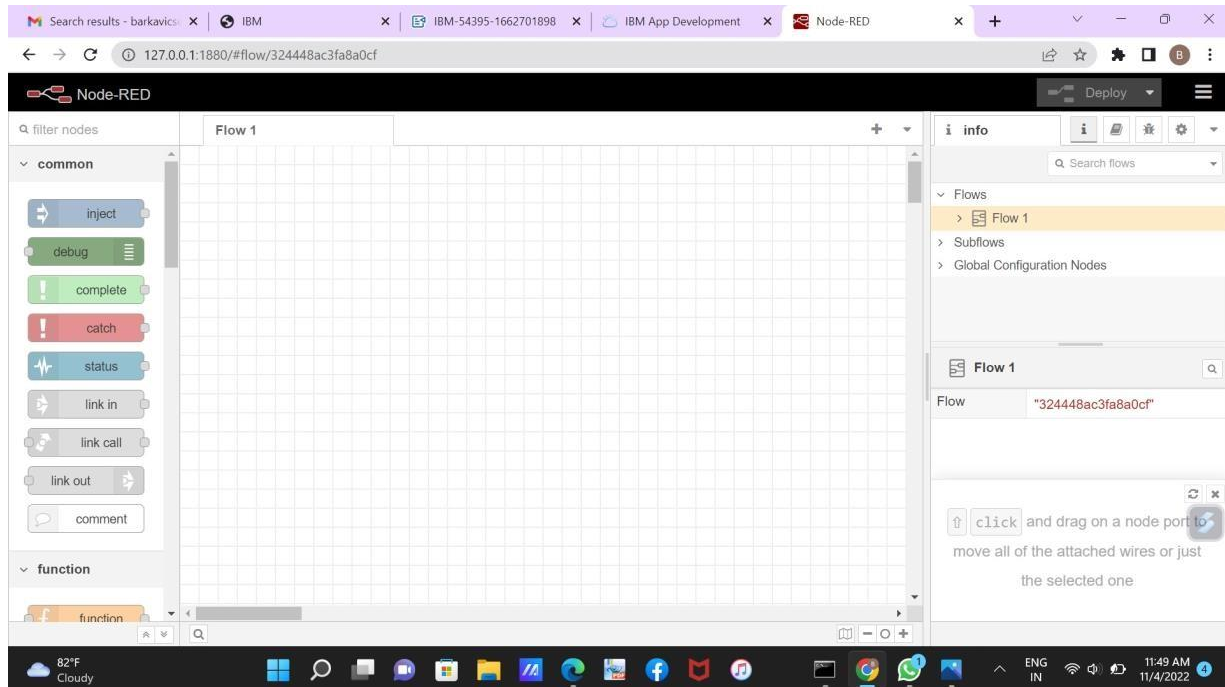 Search results - barkavics
IBM
IBM-54395-1662701898
IBM App Development
Node-RED
127.0.0.1:1880/#flow/324448ac3fa8a0cf
B
Node-RED
Deploy
filter nodes
Flow 1
i info
i
Search flows
common
inject
debug
complete
catch
status
link in
link call
link out
comment
function
f function
Flows
Flow 1
Subflows
Global Configuration Nodes
Flow 1
Flow "324448ac3fa8a0cf"
⇧ click and drag on a node port to
move all of the attached wires or just
the selected one
82°F
Cloudy
1
ENG
IN
11:49 AM
11/4/2022
4